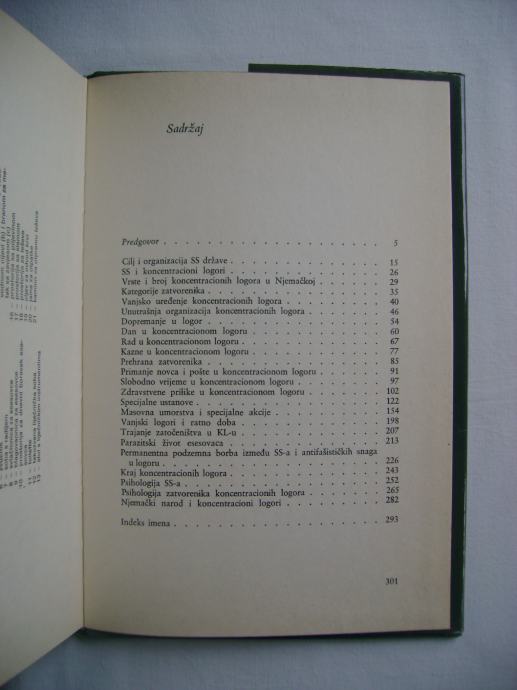 Sadržaj
Predgovor . . . . . . . . . . . . . . . . . 5
Cilj i organizacija SS države . . . . . . . . . . . . 15
SS i koncentracioni logori . . . . . . . . . . . . 26
Vrste i broj koncentracionih logora u Njemačkoj . . . . . . . 29
Kategorije zatvorenika . . . . . . . . . . . . . 35
Vanjsko uređenje koncentracionih logora . . . . . . . . 40
Unutrašnja organizacija koncentracionih logora . . . . . . 46
Dopremanje u logor . . . . . . . . . . . . . 54
Dan u koncentracionom logoru . . . . . . . . . . 60
Rad u koncentracionom logoru . . . . . . . . . . 67
Kazne u koncentracionom logoru . . . . . . . . . 77
Prehrana zatvorenika . . . . . . . . . . . . . 85
Primanje novca i pošte u koncentracionom logoru . . . . . 91
Slobodno vrijeme u koncentracionom logoru . . . . . . . 97
Zdravstvene prilike u koncentracionom logoru . . . . . . 102
Specijalne ustanove . . . . . . . . . . . . . 122
Masovna umorstva i specijalne akcije . . . . . . . . . 154
Vanjski logori i ratno doba . . . . . . . . . . . 198
Trajanje zatočeništva u KL-u . . . . . . . . . . . 207
Parazitski život esesovaca . . . . . . . . . . . . 213
Permanentna podzemna borba između SS-a i antifašističkih snaga
u logoru . . . . . . . . . . . . . . . . 226
Kraj koncentracionih logora . . . . . . . . . . . 243
Psihologija SS-a . . . . . . . . . . . . . . 252
Psihologija zatvorenika koncentracionih logora . . . . . . 265
Njemački narod i koncentracioni logori . . . . . . . . 282
Indeks imena . . . . . . . . . . . . . . . 293
301